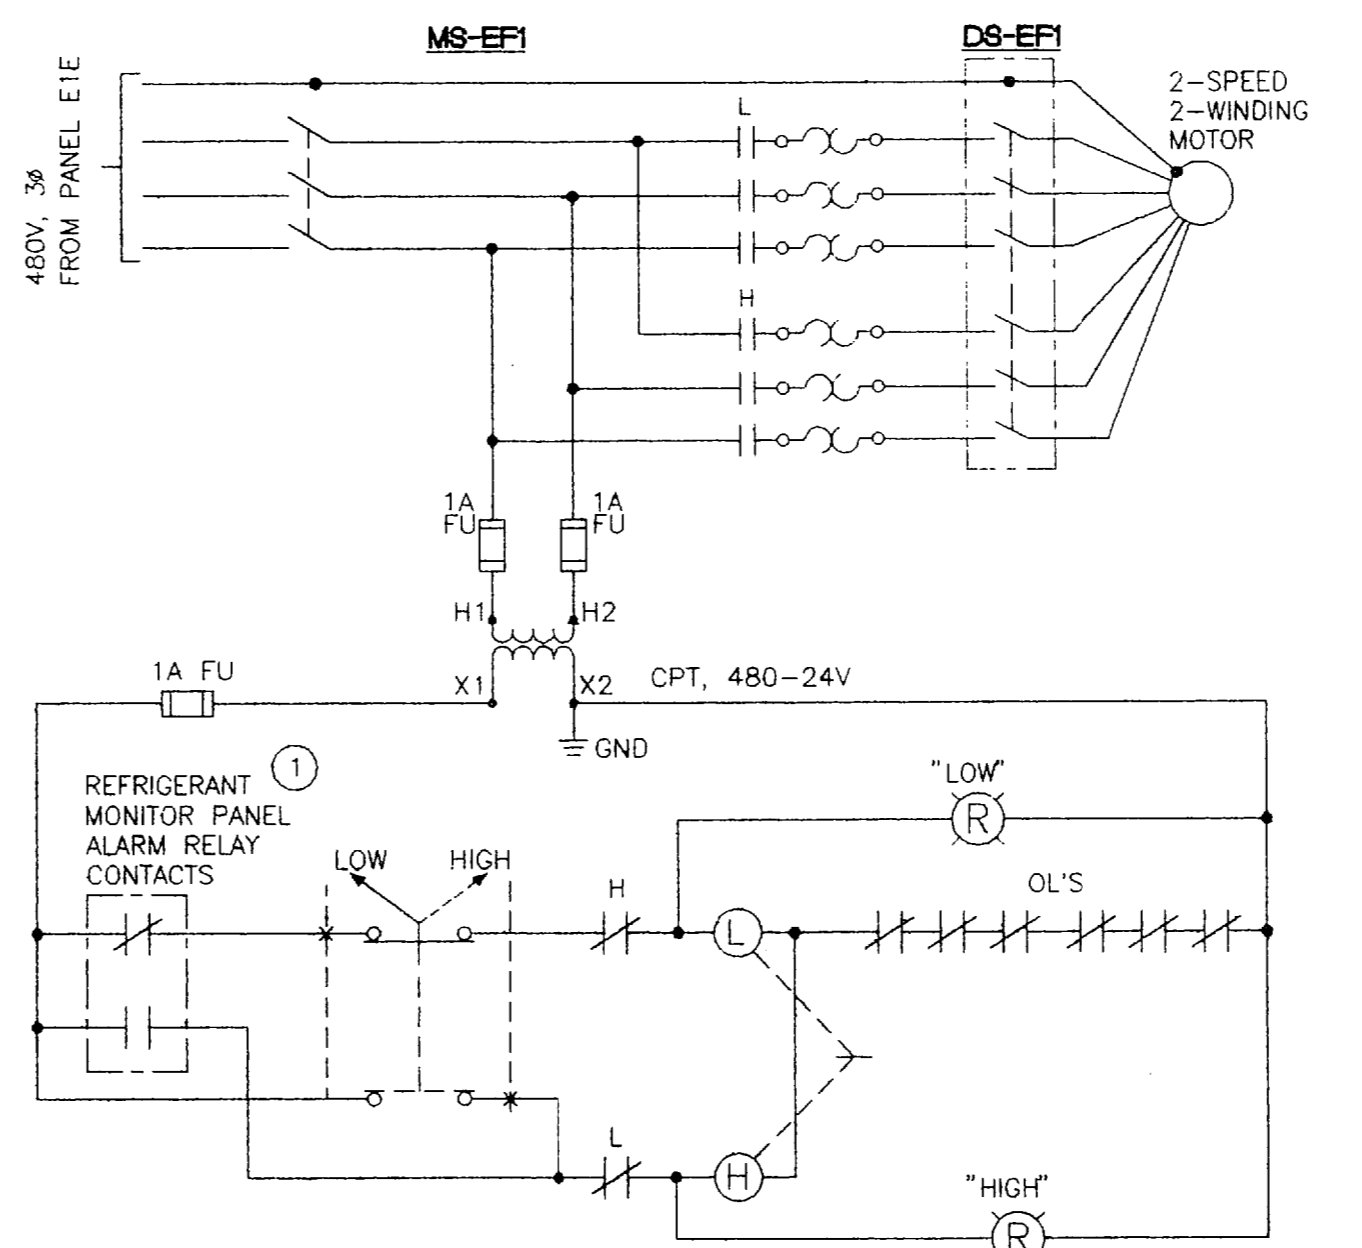 MS-EF1
DS-EF1
480V, 3ø
FROM PANEL E1E
2-SPEED
2-WINDING
MOTOR
L
H
1A
FU
1A
FU
H1
H2
1A FU
X1
X2
CPT, 480-24V
GND
1
REFRIGERANT
MONITOR PANEL
ALARM RELAY
CONTACTS
"LOW"
R
LOW
HIGH
H
OL'S
L
L
H
"HIGH"
R